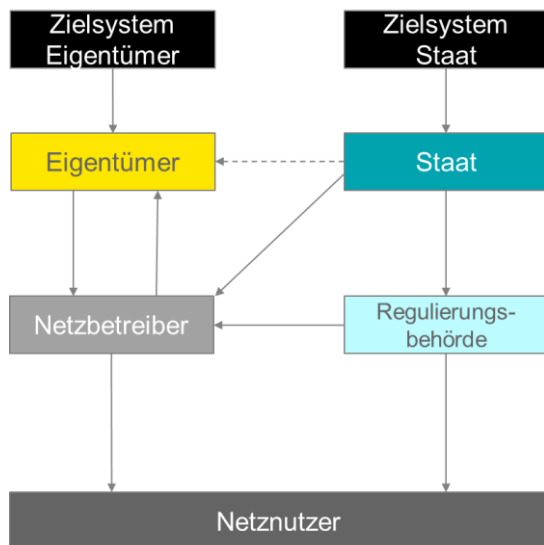 Zielsystem
Eigentümer
Zielsystem
Staat
Eigentümer
Staat
Netzbetreiber
Regulierungs-
behörde
Netznutzer